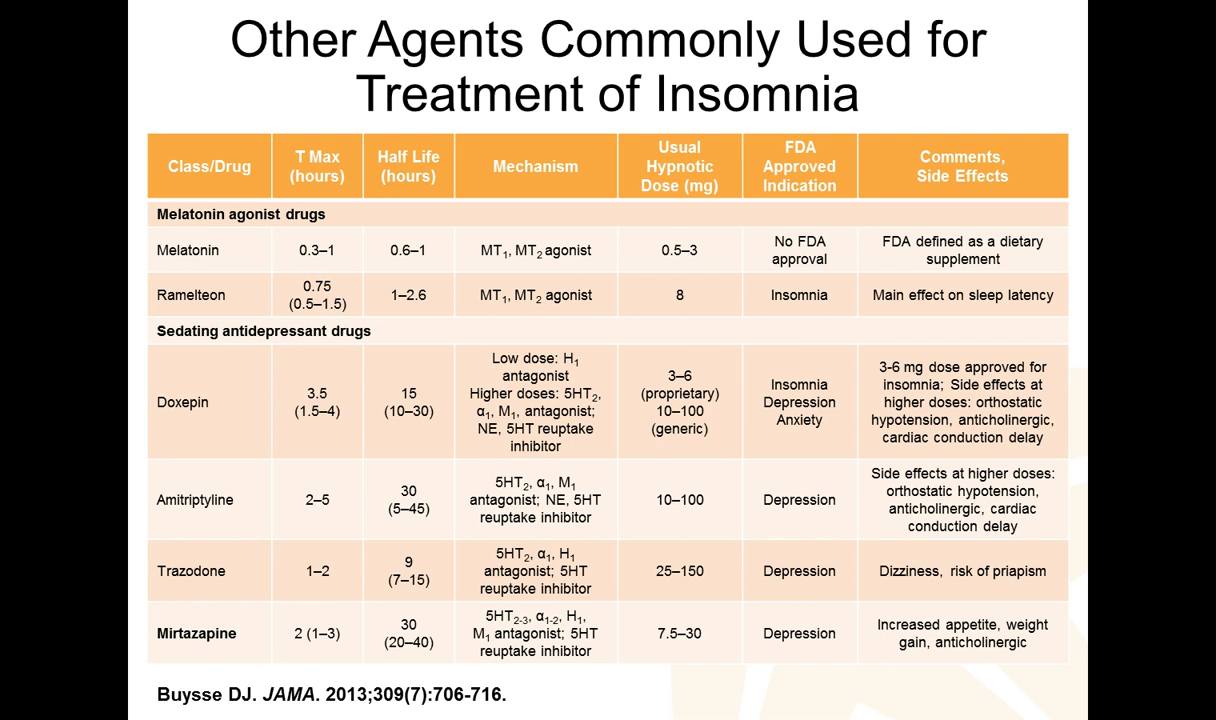 Other Agents Commonly Used for
Treatment of Insomnia
Class/Drug
T Max
(hours)
Half Life
(hours)
Mechanism
Usual
Hypnotic
Dose (mg)
FDA
Approved
Indication
Comments,
Side Effects
Melatonin agonist drugs
Melatonin
0.3–1
0.6–1
MT1, MT2 agonist
0.5–3
No FDA
approval
FDA defined as a dietary
supplement
Ramelteon
0.75
(0.5–1.5)
1–2.6
MT1, MT2 agonist
8
Insomnia
Main effect on sleep latency
Sedating antidepressant drugs
Doxepin
3.5
(1.5–4)
15
(10–30)
Low dose: H1
antagonist
Higher doses: 5HT2,
α1, M1, antagonist;
NE, 5HT reuptake
inhibitor
3–6
(proprietary)
10–100
(generic)
Insomnia
Depression
Anxiety
3-6 mg dose approved for
insomnia; Side effects at
higher doses: orthostatic
hypotension, anticholinergic,
cardiac conduction delay
Amitriptyline
2–5
30
(5–45)
5HT2, α1, M1
antagonist; NE, 5HT
reuptake inhibitor
10–100
Depression
Side effects at higher doses:
orthostatic hypotension,
anticholinergic, cardiac
conduction delay
Trazodone
1–2
9
(7–15)
5HT2, α1, H1
antagonist; 5HT
reuptake inhibitor
25–150
Depression
Dizziness, risk of priapism
Mirtazapine
2 (1–3)
30
(20–40)
5HT2-3, α1-2, H1,
M1 antagonist; 5HT
reuptake inhibitor
7.5–30
Depression
Increased appetite, weight
gain, anticholinergic
Buysse DJ. JAMA. 2013;309(7):706-716.